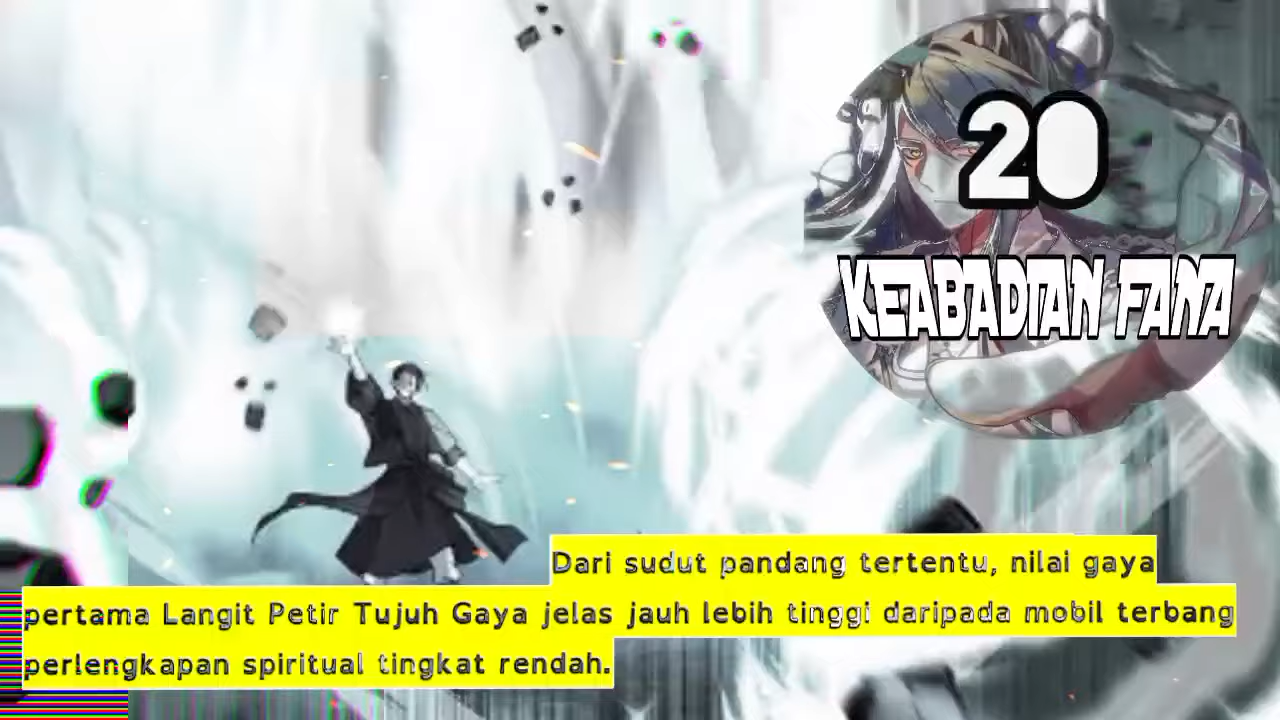 20
KEABADIAN FANA
Dari sudut pandang tertentu, nilai gaya
pertama Langit Petir Tujuh Gaya jelas jauh lebih tinggi daripada mobil terbang
perlengkapan spiritual tingkat rendah.